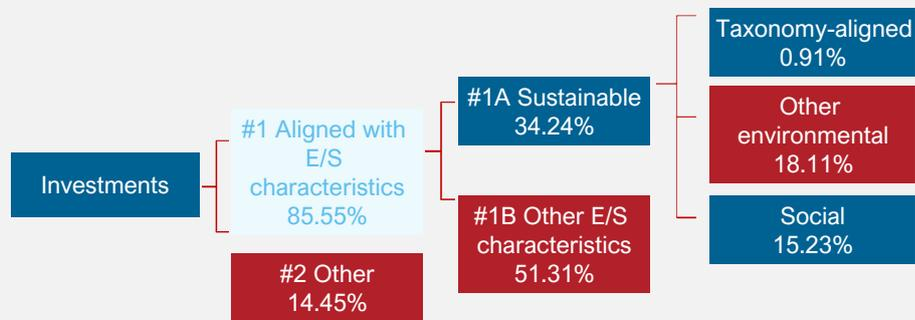 Investments
#1 Aligned with
E/S
characteristics
85.55%
#2 Other
14.45%
#1A Sustainable
34.24%
#1B Other E/S
characteristics
51.31%
Taxonomy-aligned
0.91%
Other
environmental
18.11%
Social
15.23%